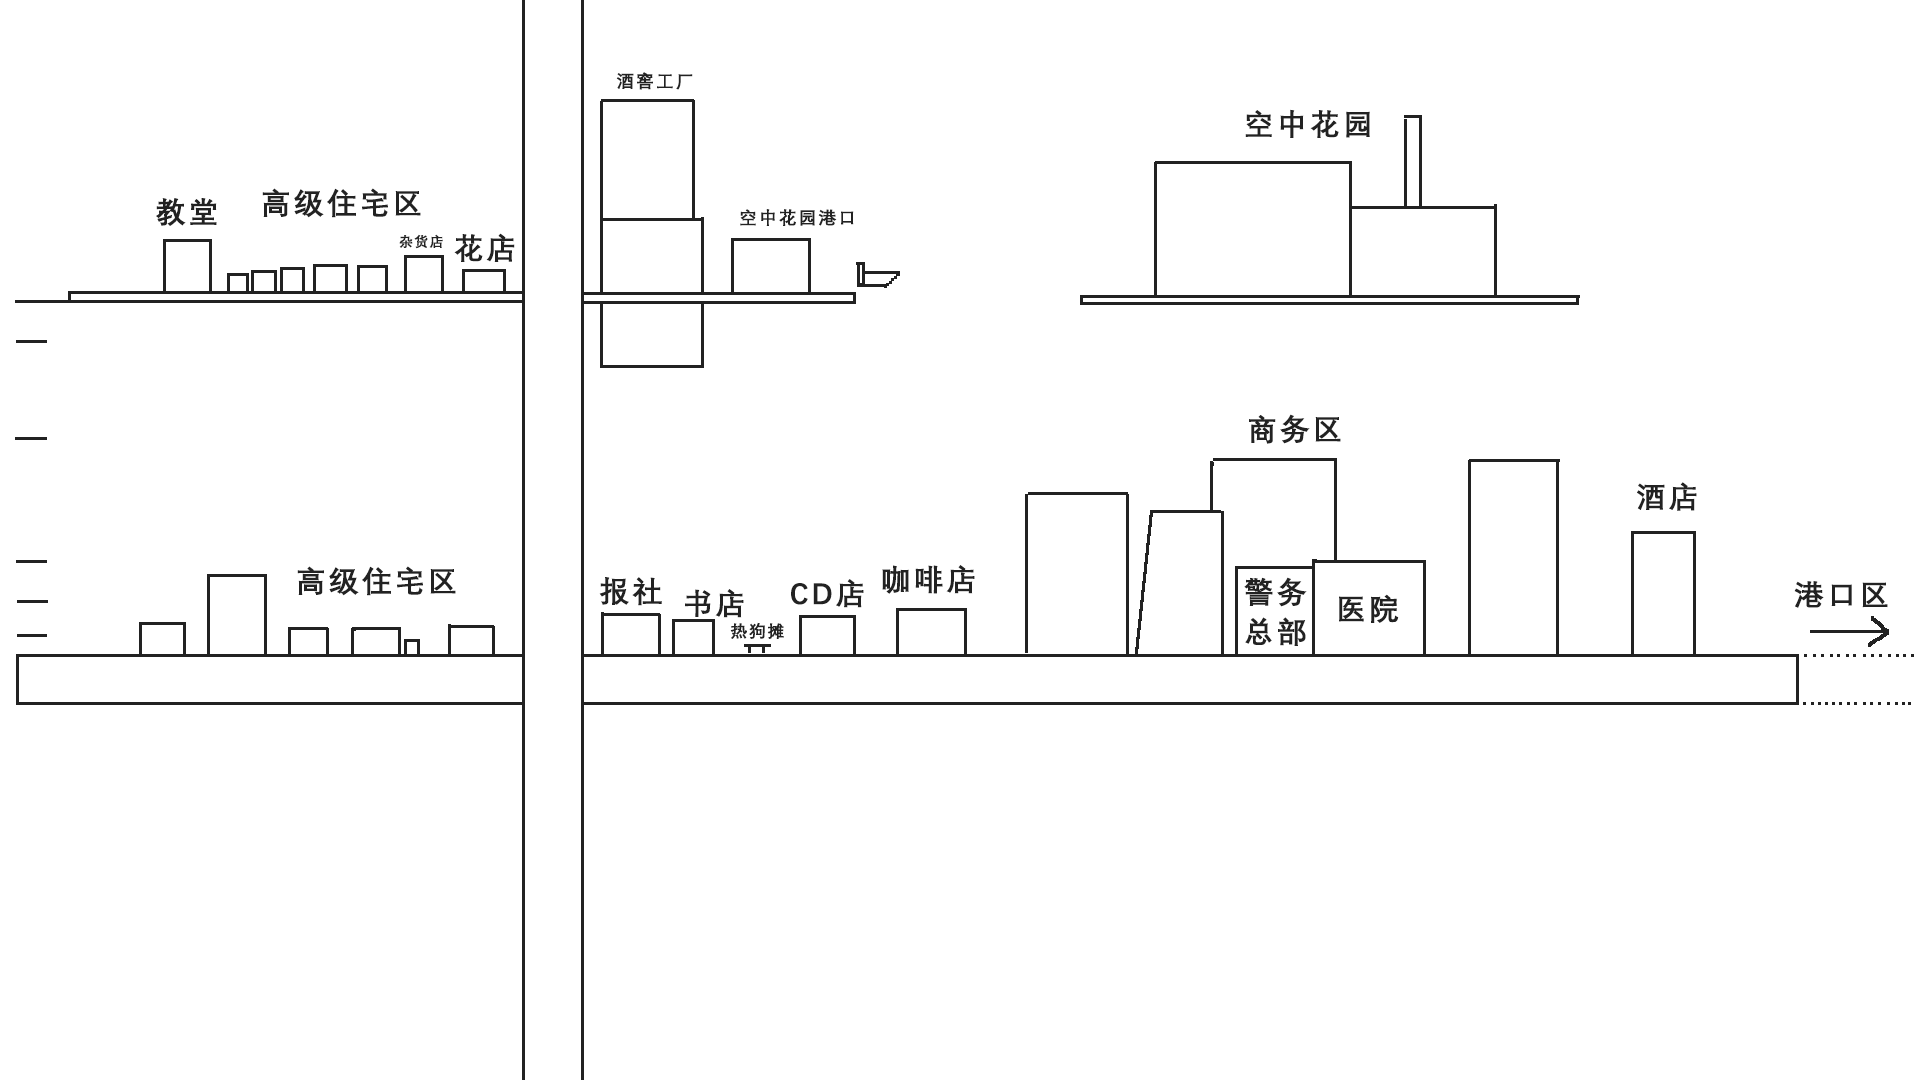 酒窖工厂
空中花园
教堂
高级住宅区
杂货店
花店
空中花园港口
商务区
酒店
高级住宅区
报社
书店
热狗摊
CD店
咖啡店
警务
总部
医院
港口区